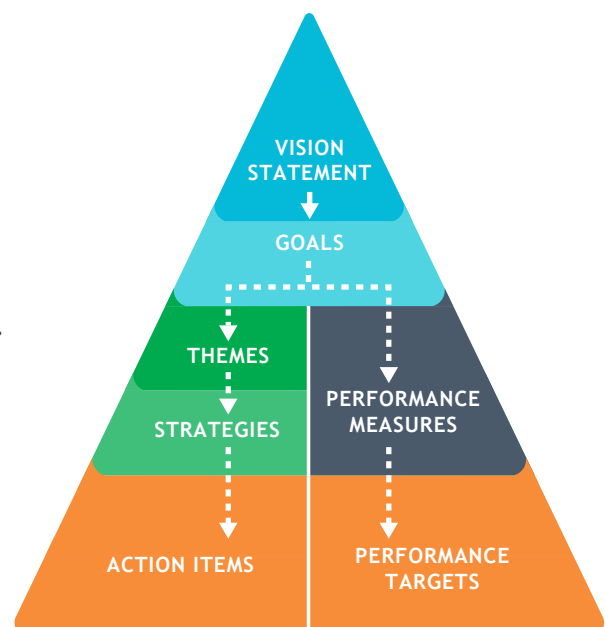 VISION
STATEMENT
GOALS
THEMES
STRATEGIES
PERFORMANCE
MEASURES
ACTION ITEMS
PERFORMANCE
TARGETS